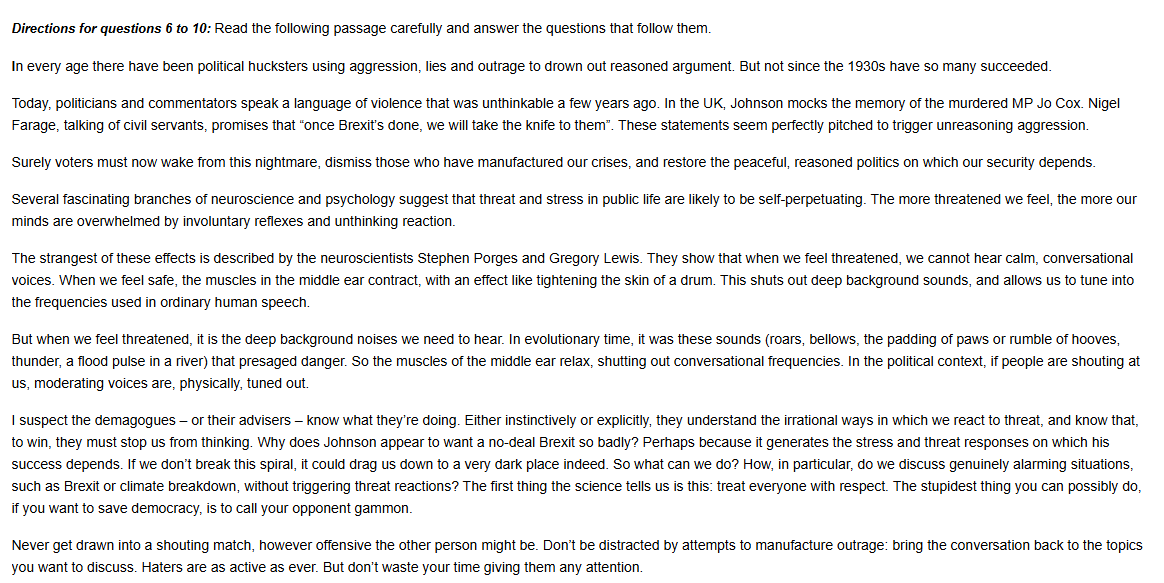 Directions for questions 6 to 10: Read the following passage carefully and answer the questions that follow them.
In every age there have been political hucksters using aggression, lies and outrage to drown out reasoned argument. But not since the 1930s have so many succeeded.
Today, politicians and commentators speak a language of violence that was unthinkable a few years ago. In the UK, Johnson mocks the memory of the murdered MP Jo Cox. Nigel
Farage, talking of civil servants, promises that “once Brexit’s done, we will take the knife to them”. These statements seem perfectly pitched to trigger unreasoning aggression.
Surely voters must now wake from this nightmare, dismiss those who have manufactured our crises, and restore the peaceful, reasoned politics on which our security depends.
Several fascinating branches of neuroscience and psychology suggest that threat and stress in public life are likely to be self-perpetuating. The more threatened we feel, the more our
minds are overwhelmed by involuntary reflexes and unthinking reaction.
The strangest of these effects is described by the neuroscientists Stephen Porges and Gregory Lewis. They show that when we feel threatened, we cannot hear calm, conversational
voices. When we feel safe, the muscles in the middle ear contract, with an effect like tightening the skin of a drum. This shuts out deep background sounds, and allows us to tune into
the frequencies used in ordinary human speech.
But when we feel threatened, it is the deep background noises we need to hear. In evolutionary time, it was these sounds (roars, bellows, the padding of paws or rumble of hooves,
thunder, a flood pulse in a river) that presaged danger. So the muscles of the middle ear relax, shutting out conversational frequencies. In the political context, if people are shouting at
us, moderating voices are, physically, tuned out.
I suspect the demagogues – or their advisers – know what they’re doing. Either instinctively or explicitly, they understand the irrational ways in which we react to threat, and know that,
to win, they must stop us from thinking. Why does Johnson appear to want a no-deal Brexit so badly? Perhaps because it generates the stress and threat responses on which his
success depends. If we don’t break this spiral, it could drag us down to a very dark place indeed. So what can we do? How, in particular, do we discuss genuinely alarming situations,
such as Brexit or climate breakdown, without triggering threat reactions? The first thing the science tells us is this: treat everyone with respect. The stupidest thing you can possibly do,
if you want to save democracy, is to call your opponent gammon.
Never get drawn into a shouting match, however offensive the other person might be. Don’t be distracted by attempts to manufacture outrage: bring the conversation back to the topics
you want to discuss. Haters are as active as ever. But don’t waste your time giving them any attention.